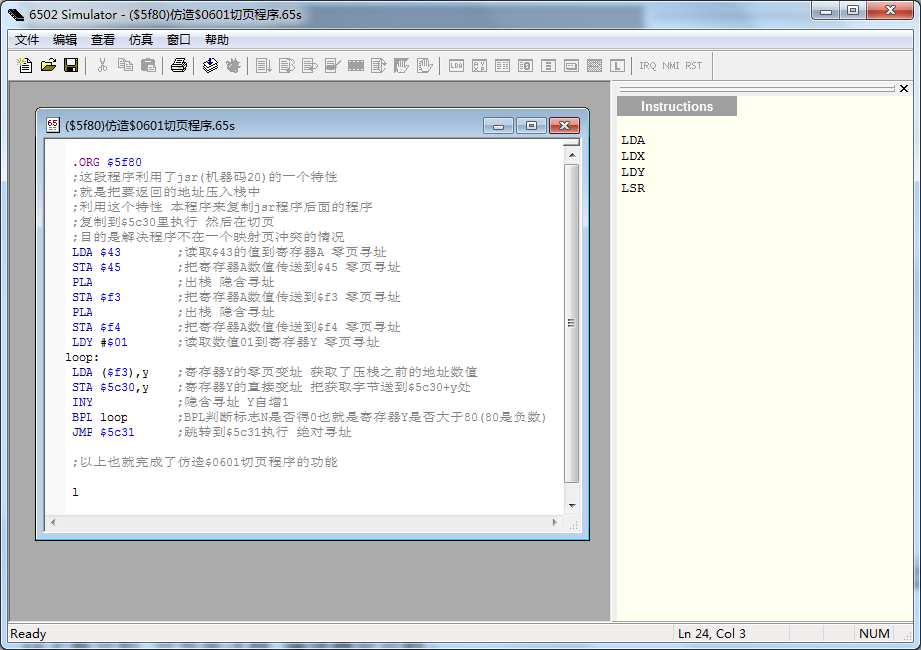 6502 Simulator - ($5f80)仿造$0601切页程序.65s
文件 编辑 查看 仿真 窗口 帮助
IRQ NMI RST
($5f80)仿造$0601切页程序.65s
.ORG $5f80
;这段程序利用了jsr(机器码20)的一个特性
;就是把要返回的地址压入栈中
;利用这个特性 本程序来复制jsr程序后面的程序
;复制到$5c30里执行 然后在切页
;目的是解决程序不在一个映射页冲突的情况
LDA $43 ;读取$43的值到寄存器A 零页寻址
STA $45 ;把寄存器A数值传送到$45 零页寻址
PLA ;出栈 隐含寻址
STA $f3 ;把寄存器A数值传送到$f3 零页寻址
PLA ;出栈 隐含寻址
STA $f4 ;把寄存器A数值传送到$f4 零页寻址
LDY #$01 ;读取数值01到寄存器Y 零页寻址
loop:
LDA ($f3),y ;寄存器Y的零页变址 获取了压栈之前的地址数值
STA $5c30,y ;寄存器Y的直接变址 把获取字节送到$5c30+y处
INY ;隐含寻址 Y自增1
BPL loop ;BPL判断标志N是否得0也就是寄存器Y是否大于80(80是负数)
JMP $5c31 ;跳转到$5c31执行 绝对寻址
;以上也就完成了仿造$0601切页程序的功能
l
Instructions
LDA
LDX
LDY
LSR
Ready
Ln 24, Col 3
NUM